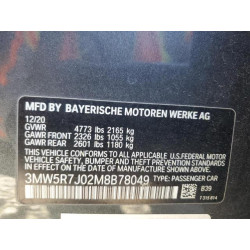 MFD BY BAYERISCHE MOTOREN WERKE AG
12/20
GVWR 4773 lbs 2165 kg
GAWR FRONT 2326 lbs 1055 kg
GAWR REAR 2601 lbs 1180 kg
THIS VEHICLE CONFORMS TO ALL APPLICABLE
U.S. FEDERAL MOTOR VEHICLE SAFETY, BUMPER, AND
THEFT PREVENTION STANDARDS IN EFFECT ON
THE DATE OF MANUFACTURE SHOWN ABOVE.
3MW5R7J02M8B78049
TYPE: PASSENGER CAR
B39